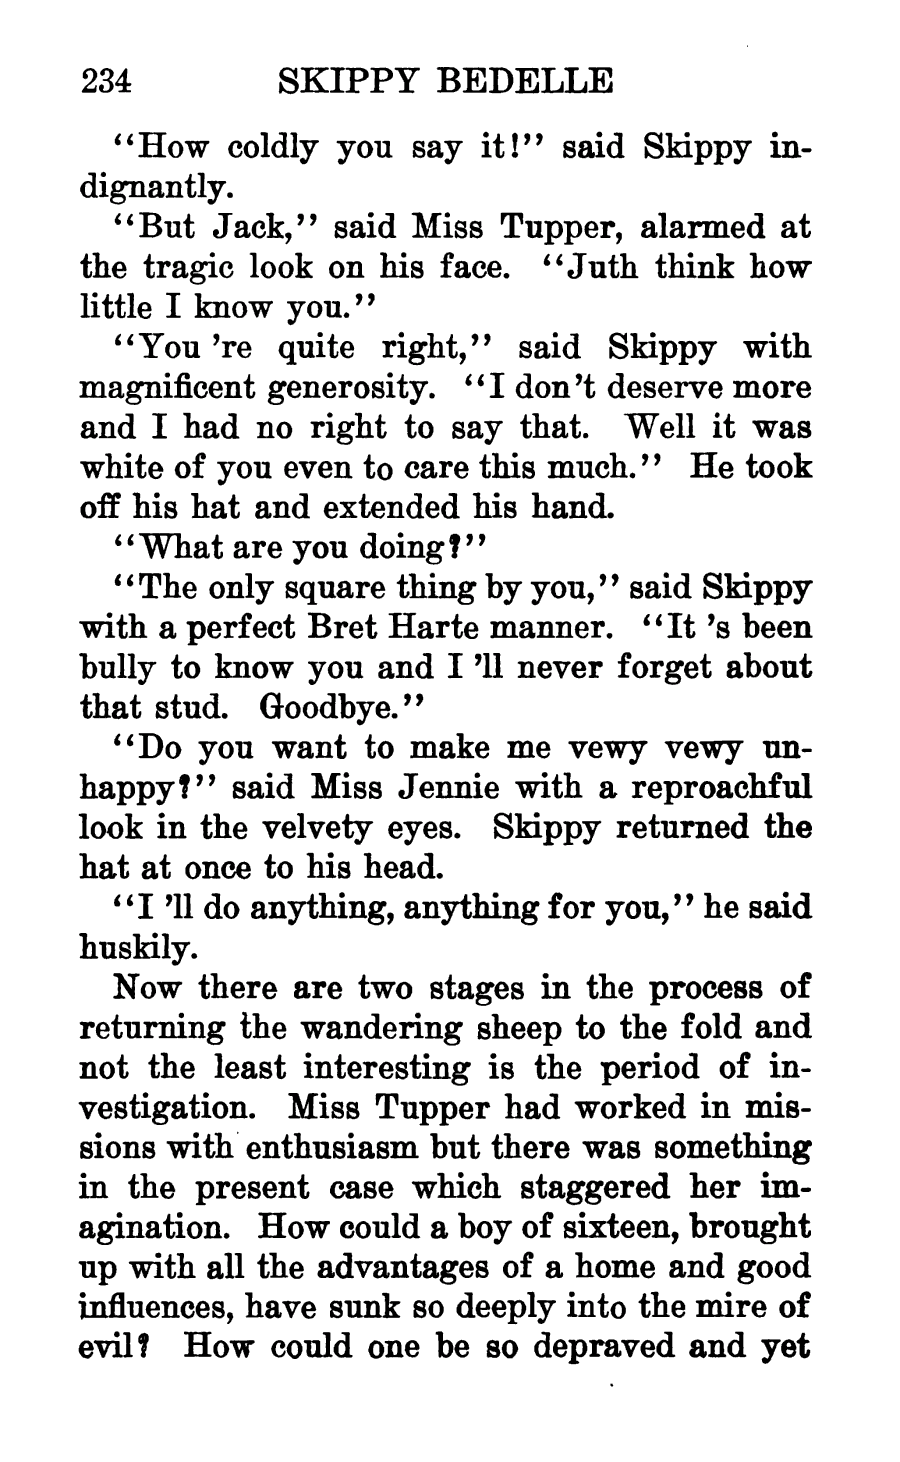 234 SKIPPY BEDELLE
"How coldly you say it!" said Skippy in-
dignantly.
"But Jack," said Miss Tupper, alarmed at
the tragic look on his face. "Juth think how
little I know you."
"You 're quite right," said Skippy with
magnificent generosity. "I don't deserve more
and I had no right to say that. Well it was
white of you even to care this much." He took
off his hat and extended his hand.
"What are you doing?"
"The only square thing by you," said Skippy
with a perfect Bret Harte manner. "It 's been
bully to know you and I 'll never forget about
that stud. Goodbye."
"Do you want to make me vewy vewy un-
happy?" said Miss Jennie with a reproachful
look in the velvety eyes. Skippy returned the
hat at once to his head.
"I 'll do anything, anything for you," he said
huskily.
Now there are two stages in the process of
returning the wandering sheep to the fold and
not the least interesting is the period of in-
vestigation. Miss Tupper had worked in mis-
sions with enthusiasm but there was something
in the present case which staggered her im-
agination. How could a boy of sixteen, brought
up with all the advantages of a home and good
influences, have sunk so deeply into the mire of
evil? How could one be so depraved and yet